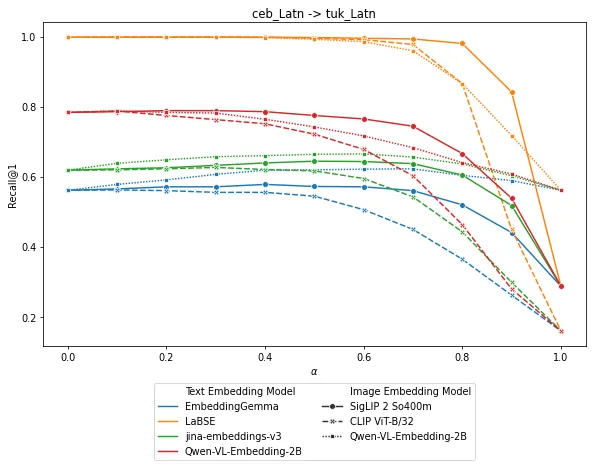 ceb_Latn -> tuk_Latn
1.0
0.8
0.6
0.4
0.2
Recall@1
0.0 0.2 0.4 0.6 0.8 1.0
α
Text Embedding Model Image Embedding Model
EmbeddingGemma SigLIP 2 So400m
LaBSE CLIP ViT-B/32
jina-embeddings-v3 Qwen-VL-Embedding-2B
Qwen-VL-Embedding-2B